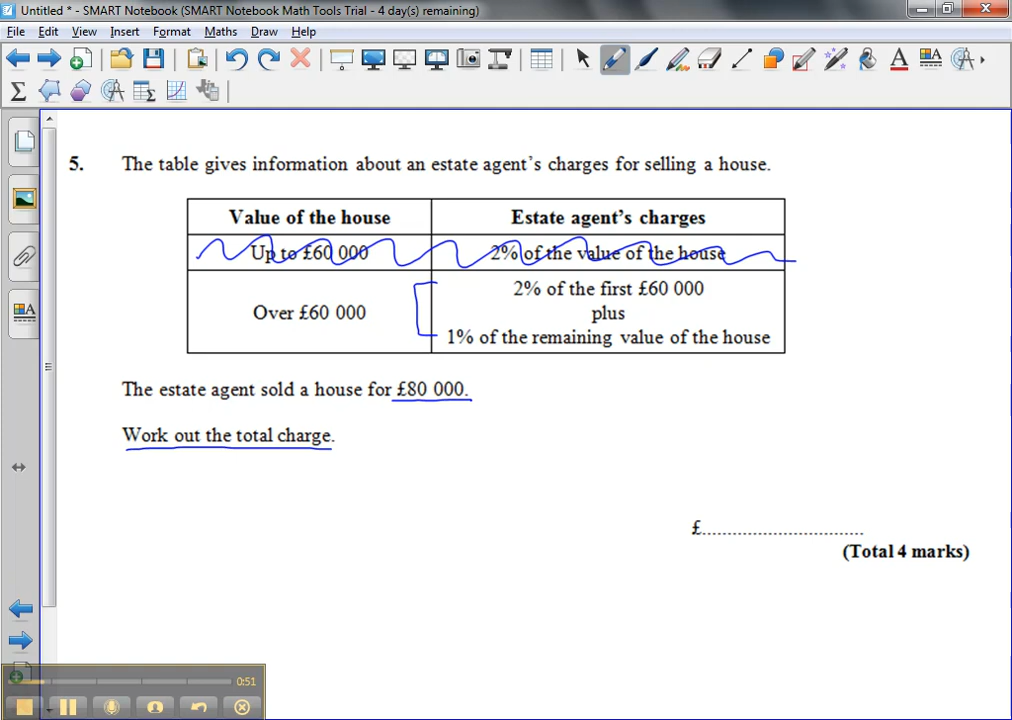 Untitled * - SMART Notebook (SMART Notebook Math Tools Trial - 4 day(s) remaining)
File Edit View Insert Format Maths Draw Help
5. The table gives information about an estate agent's charges for selling a house.
Value of the house Estate agent's charges
Up to £60 000 2% of the value of the house
Over £60 000
2% of the first £60 000
plus
1% of the remaining value of the house
The estate agent sold a house for £80 000.
Work out the total charge.
£..............................
(Total 4 marks)
0:51